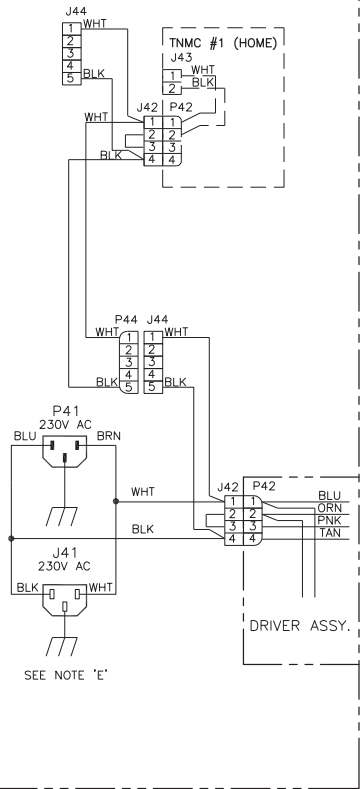 J44
1 WHT
2
3
4
5 BLK
TNMC #1 (HOME)
J43
1 WHT
2 BLK
WHT
J42 P42
1 1
2 2
3 3
BLK 4 4
P44 J44
WHT 1 1 WHT
2 2
3 3
4 4
BLK 5 5 BLK
P41
230V AC
BLU BRN
J42 P42
WHT 1 1 BLU
2 2 ORN
3 3 PNK
BLK 4 4 TAN
J41
230V AC
BLK WHT
DRIVER ASSY.
SEE NOTE "E"